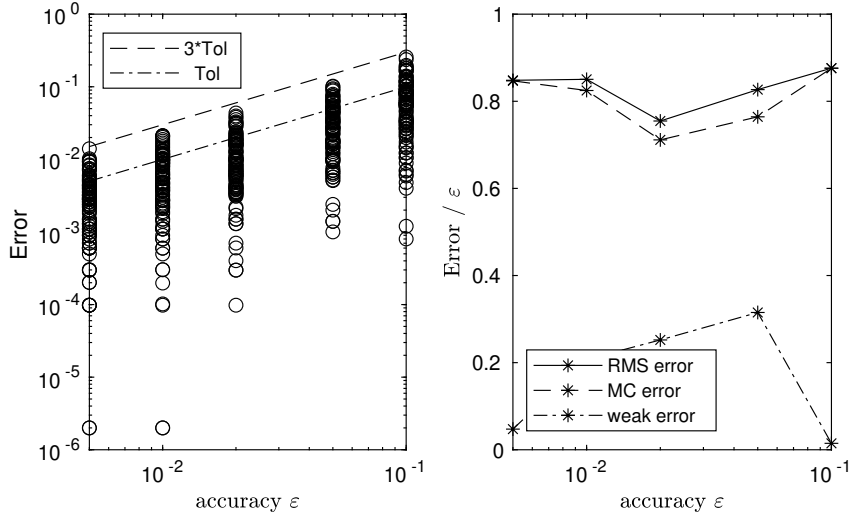 10^0
10^-1
10^-2
10^-3
10^-4
10^-5
10^-6
Error
3*Tol
Tol
10^-2
10^-1
accuracy ε
1
0.8
0.6
0.4
0.2
0
Error / ε
RMS error
MC error
weak error
10^-2
10^-1
accuracy ε